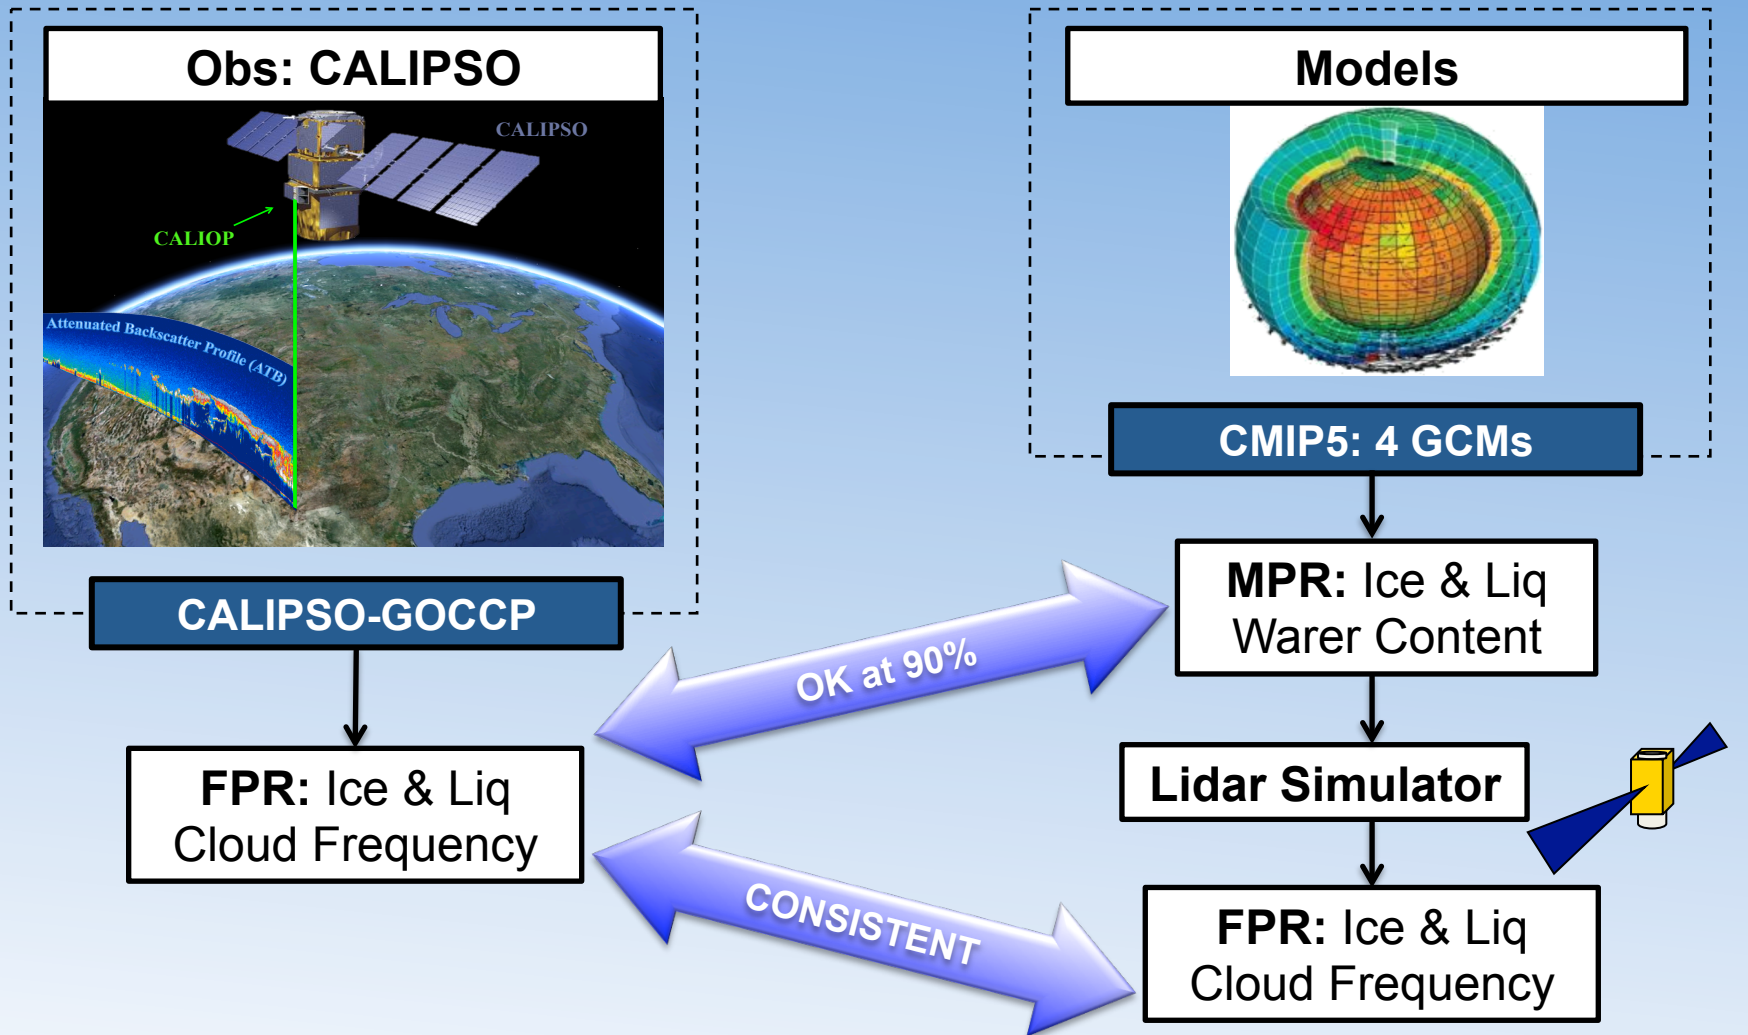 Obs: CALIPSO
CALIPSO
CALIOP
Attenuated Backscatter Profile (ATB)
CALIPSO-GOCCP
FPR: Ice & Liq
Cloud Frequency
OK at 90%
CONSISTENT
Models
CMIP5: 4 GCMs
MPR: Ice & Liq
Warer Content
Lidar Simulator
FPR: Ice & Liq
Cloud Frequency